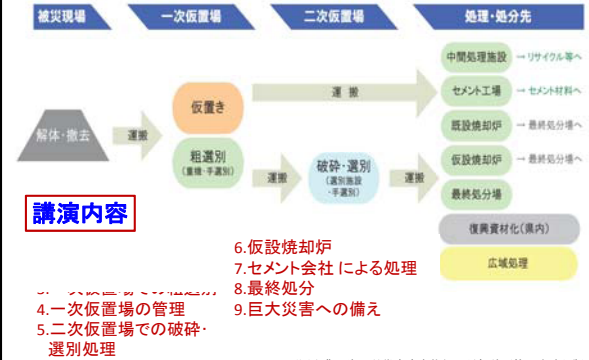 被災現場
一次仮置場
二次仮置場
処理・処分先
解体・撤去
運搬
仮置き
粗選別
(重機・手選別)
運搬
運搬
破砕・選別
(選別施設
・手選別)
運搬
中間処理施設 → リサイクル等へ
セメント工場 → セメント材料へ
既設焼却炉 → 最終処分場へ
仮設焼却炉 → 最終処分場へ
最終処分場
復興資材化(県内)
広域処理
講演内容
4.一次仮置場の管理
5.二次仮置場での破砕・
選別処理
6.仮設焼却炉
7.セメント会社による処理
8.最終処分
9.巨大災害への備え